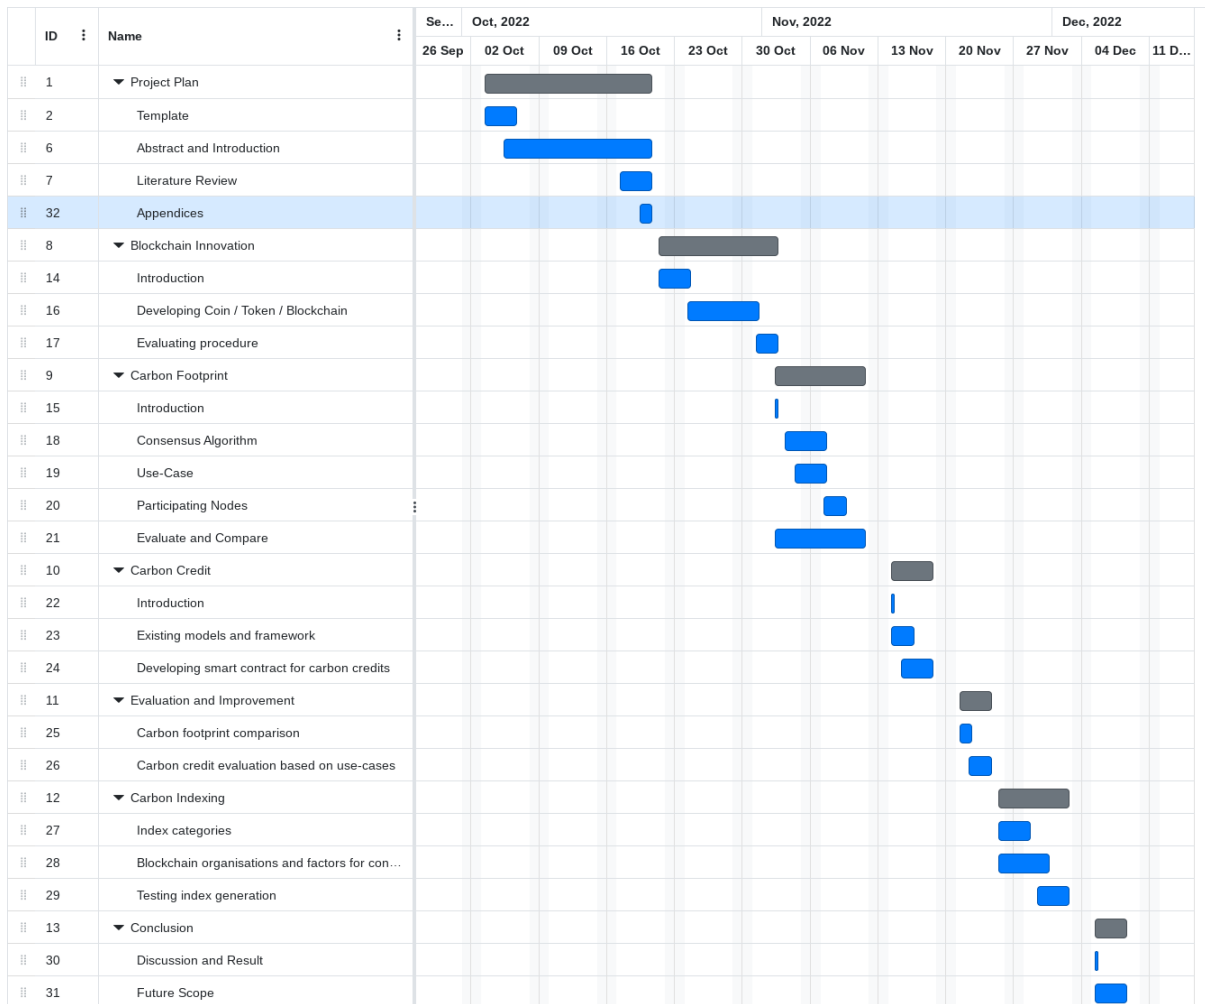 ID Name Se... Oct, 2022 Nov, 2022 Dec, 2022
26 Sep 02 Oct 09 Oct 16 Oct 23 Oct 30 Oct 06 Nov 13 Nov 20 Nov 27 Nov 04 Dec 11 D...
1 Project Plan
2 Template
6 Abstract and Introduction
7 Literature Review
32 Appendices
8 Blockchain Innovation
14 Introduction
16 Developing Coin / Token / Blockchain
17 Evaluating procedure
9 Carbon Footprint
15 Introduction
18 Consensus Algorithm
19 Use-Case
20 Participating Nodes
21 Evaluate and Compare
10 Carbon Credit
22 Introduction
23 Existing models and framework
24 Developing smart contract for carbon credits
11 Evaluation and Improvement
25 Carbon footprint comparison
26 Carbon credit evaluation based on use-cases
12 Carbon Indexing
27 Index categories
28 Blockchain organisations and factors for con...
29 Testing index generation
13 Conclusion
30 Discussion and Result
31 Future Scope